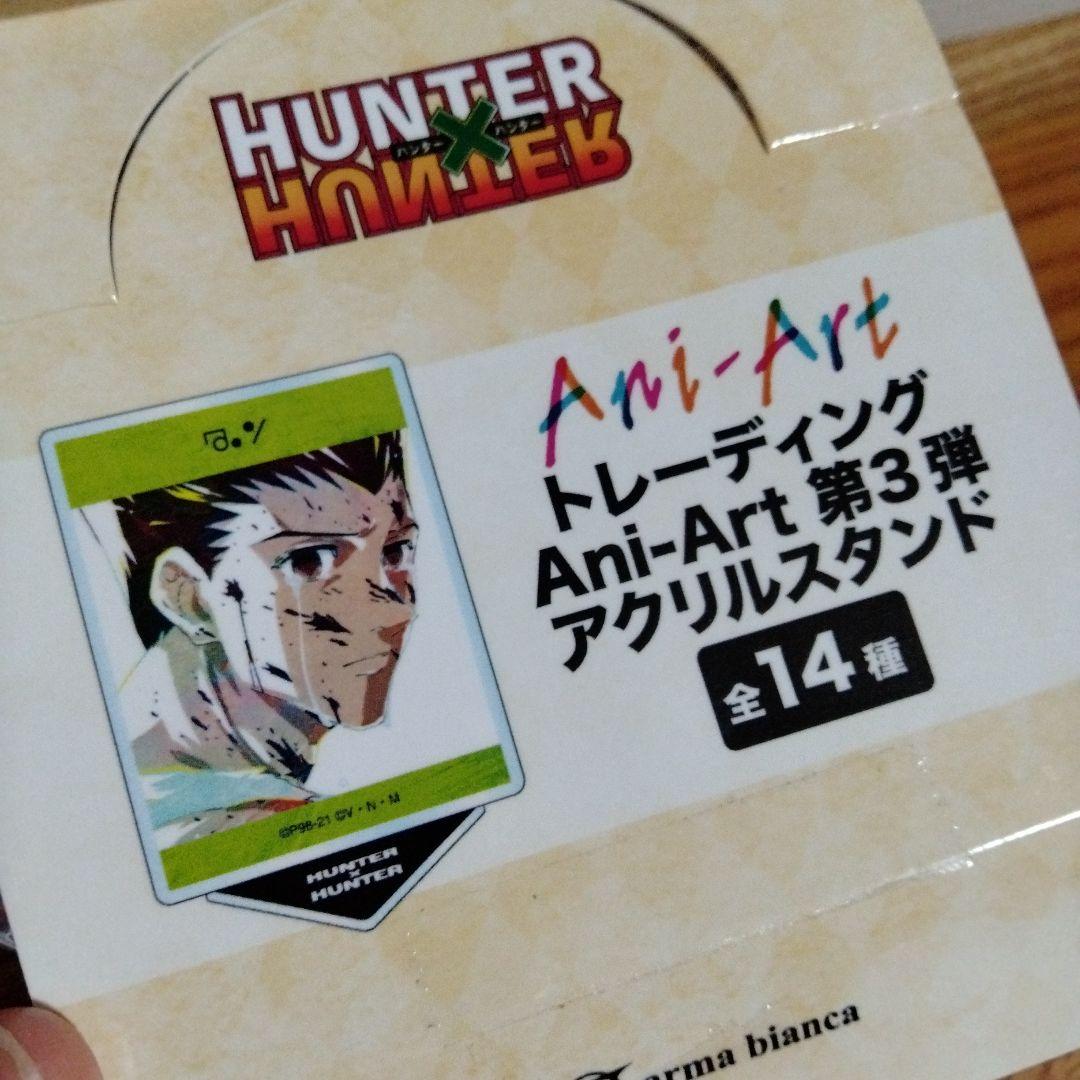 HUNTER
ハンター×ハンター
HUNTER
Ani-Art
トレーディング
Ani-Art 第3弾
アクリルスタンド
全14種
©P98-21 ©V・N・M
HUNTER
×
HUNTER
arma bianca